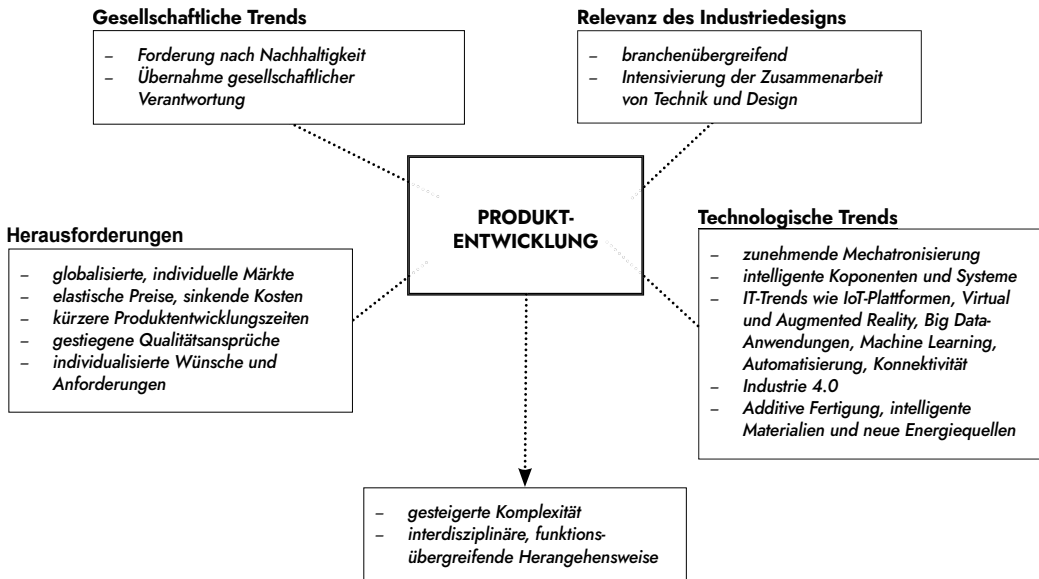 Gesellschaftliche Trends
– Forderung nach Nachhaltigkeit
– Übernahme gesellschaftlicher
Verantwortung
Relevanz des Industriedesigns
– branchenübergreifend
– Intensivierung der Zusammenarbeit
von Technik und Design
PRODUKT-
ENTWICKLUNG
Herausforderungen
– globalisierte, individuelle Märkte
– elastische Preise, sinkende Kosten
– kürzere Produktentwicklungszeiten
– gestiegene Qualitätsansprüche
– individualisierte Wünsche und
Anforderungen
Technologische Trends
– zunehmende Mechatronisierung
– intelligente Koponenten und Systeme
– IT-Trends wie IoT-Plattformen, Virtual
und Augmented Reality, Big Data-
Anwendungen, Machine Learning,
Automatisierung, Konnektivität
– Industrie 4.0
– Additive Fertigung, intelligente
Materialien und neue Energiequellen
– gesteigerte Komplexität
– interdisziplinäre, funktions-
übergreifende Herangehensweise